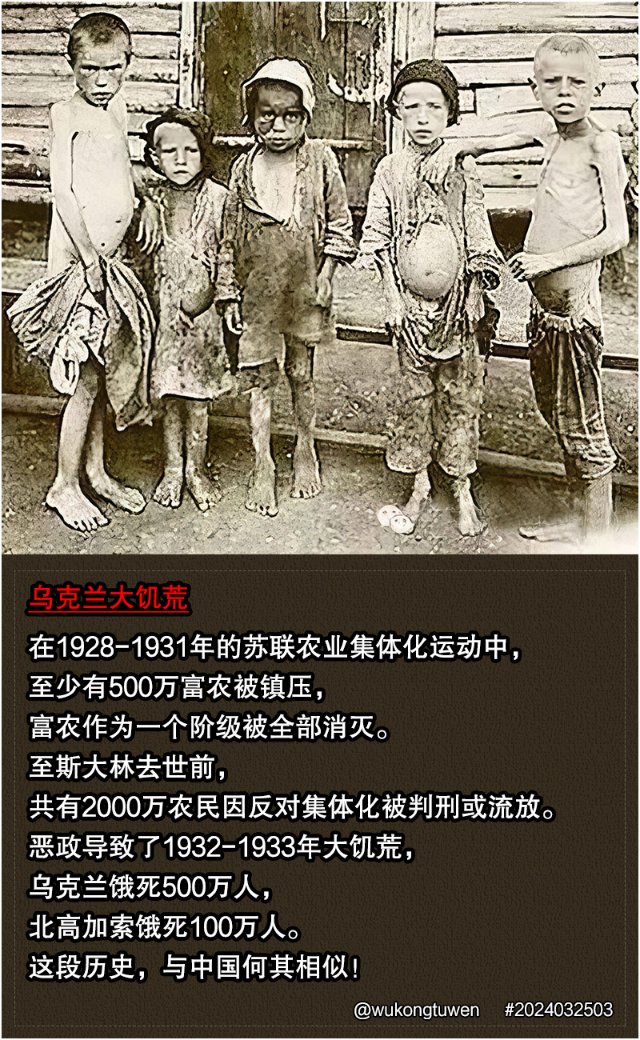 乌克兰大饥荒
在1928-1931年的苏联农业集体化运动中，
至少有500万富农被镇压，
富农作为一个阶级被全部消灭。
至斯大林去世前，
共有2000万农民因反对集体化被判刑或流放。
恶政导致了1932-1933年大饥荒，
乌克兰饿死500万人，
北高加索饿死100万人。
这段历史，与中国何其相似!
@wukongtuwen #2024032503